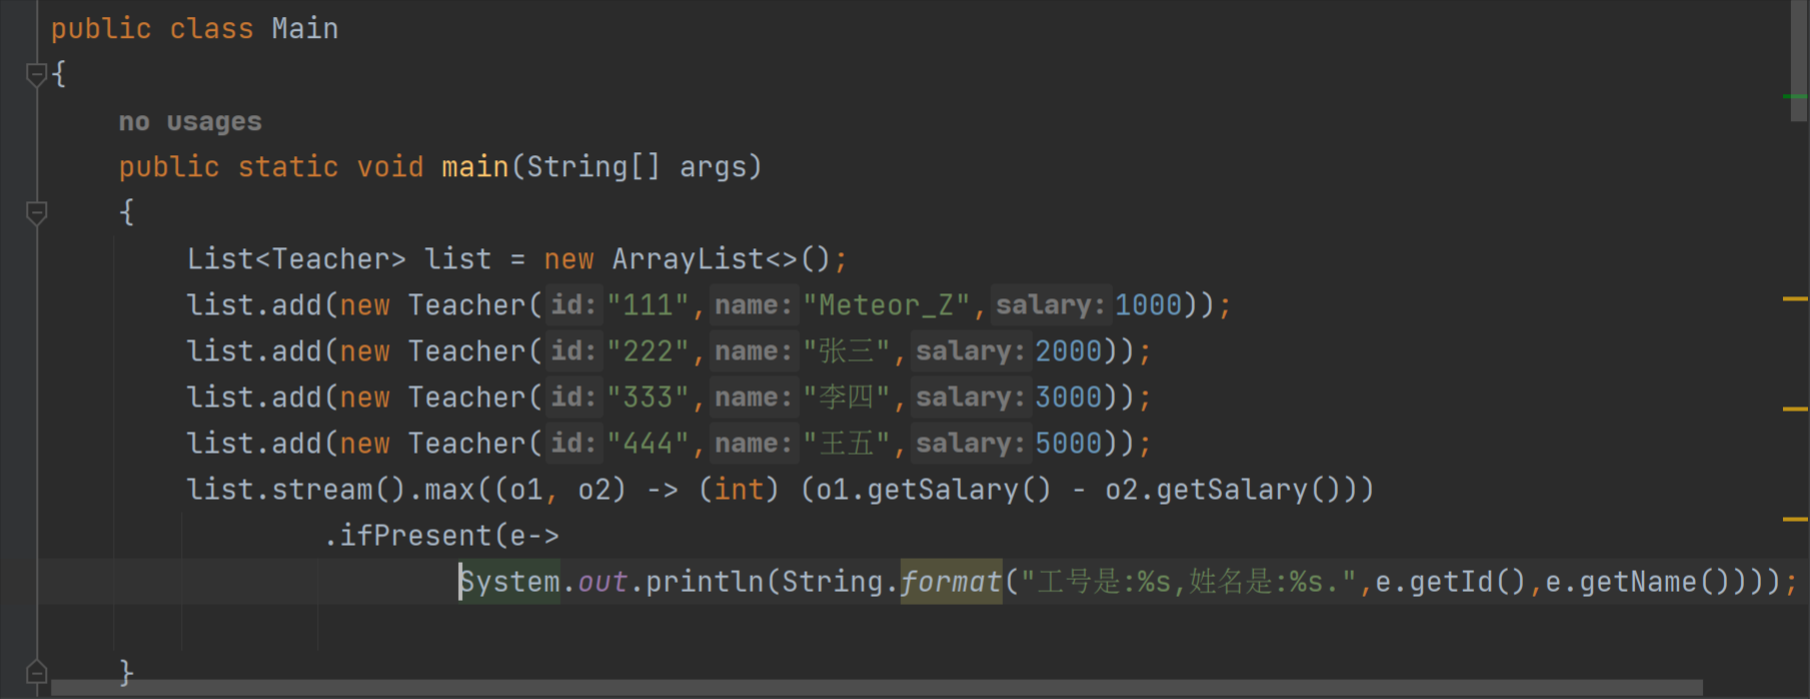 public class Main
{
no usages
public static void main(String[] args)
{
List<Teacher> list = new ArrayList<>();
list.add(new Teacher( id: "111", name: "Meteor_Z", salary: 1000));
list.add(new Teacher( id: "222", name: "张三", salary: 2000));
list.add(new Teacher( id: "333", name: "李四", salary: 3000));
list.add(new Teacher( id: "444", name: "王五", salary: 5000));
list.stream().max((o1, o2) -> (int) (o1.getSalary() - o2.getSalary()))
.ifPresent(e->
System.out.println(String.format("工号是:%s,姓名是:%s.",e.getId(),e.getName())));
}